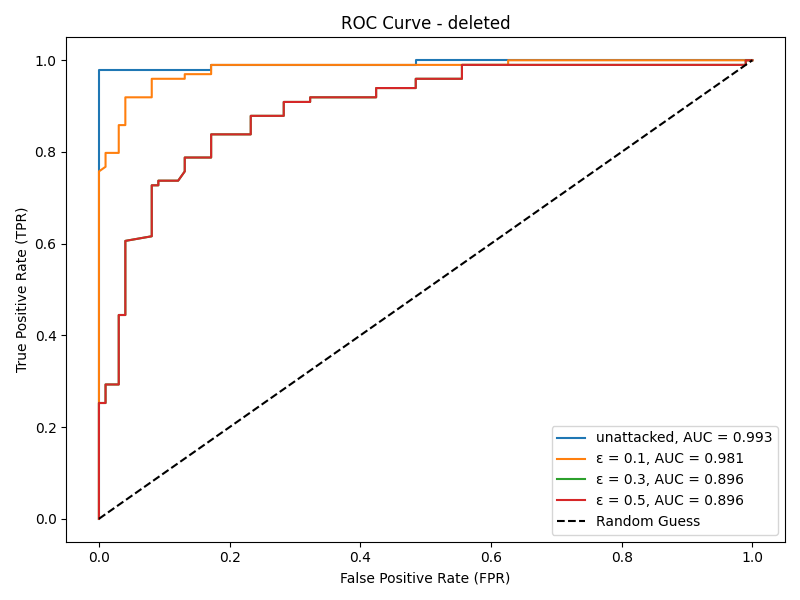 ROC Curve - deleted
True Positive Rate (TPR)
1.0
0.8
0.6
0.4
0.2
0.0
0.0 0.2 0.4 0.6 0.8 1.0
False Positive Rate (FPR)
unattacked, AUC = 0.993
ε = 0.1, AUC = 0.981
ε = 0.3, AUC = 0.896
ε = 0.5, AUC = 0.896
Random Guess